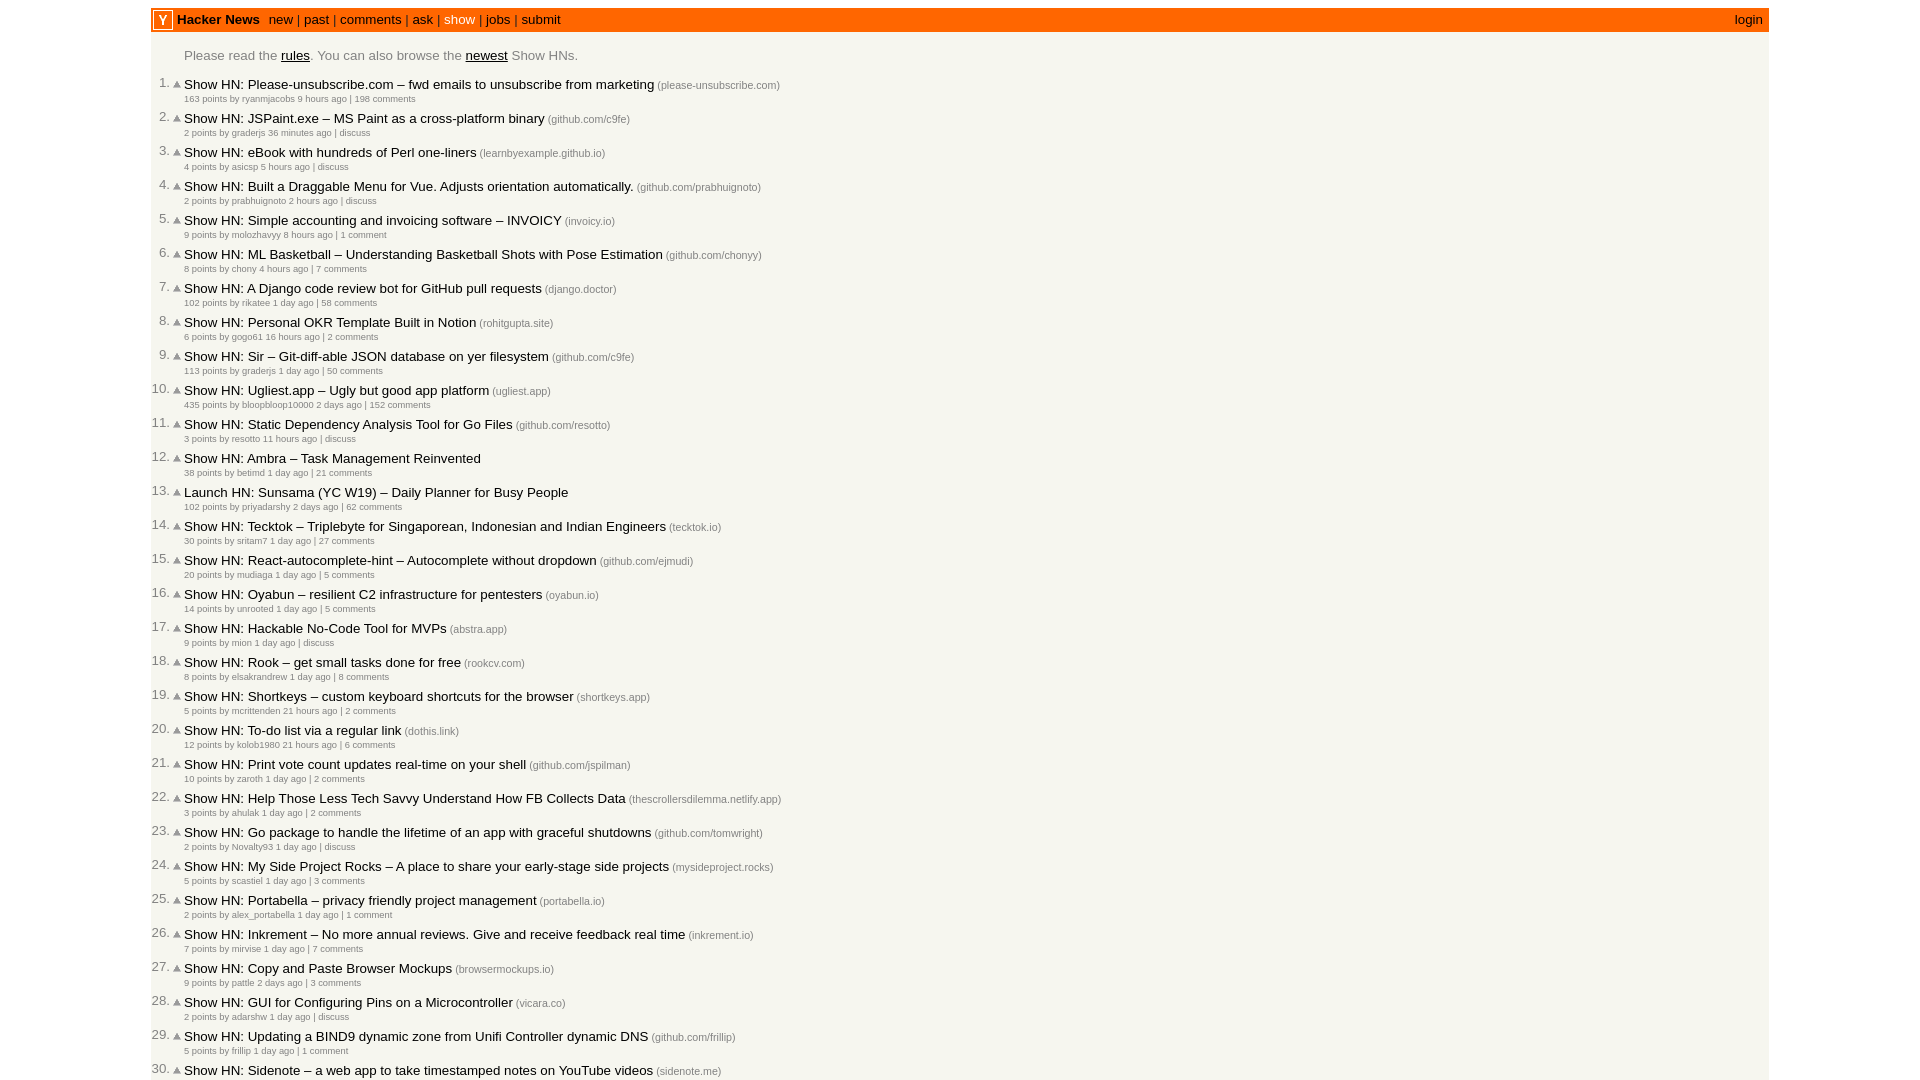 Y Hacker News new | past | comments | ask | show | jobs | submit login
Please read the rules. You can also browse the newest Show HNs.
1. Show HN: Please-unsubscribe.com – fwd emails to unsubscribe from marketing (please-unsubscribe.com)
163 points by ryanmjacobs 9 hours ago | 198 comments
2. Show HN: JSPaint.exe – MS Paint as a cross-platform binary (github.com/c9fe)
2 points by graderjs 36 minutes ago | discuss
3. Show HN: eBook with hundreds of Perl one-liners (learnbyexample.github.io)
4 points by asicsp 5 hours ago | discuss
4. Show HN: Built a Draggable Menu for Vue. Adjusts orientation automatically. (github.com/prabhuignoto)
2 points by prabhuignoto 2 hours ago | discuss
5. Show HN: Simple accounting and invoicing software – INVOICY (invoicy.io)
9 points by molozhavyy 8 hours ago | 1 comment
6. Show HN: ML Basketball – Understanding Basketball Shots with Pose Estimation (github.com/chonyy)
8 points by chony 4 hours ago | 7 comments
7. Show HN: A Django code review bot for GitHub pull requests (django.doctor)
102 points by rikatee 1 day ago | 58 comments
8. Show HN: Personal OKR Template Built in Notion (rohitgupta.site)
6 points by gogo61 16 hours ago | 2 comments
9. Show HN: Sir – Git-diff-able JSON database on yer filesystem (github.com/c9fe)
113 points by graderjs 1 day ago | 50 comments
10. Show HN: Ugliest.app – Ugly but good app platform (ugliest.app)
435 points by bloopbloop10000 2 days ago | 152 comments
11. Show HN: Static Dependency Analysis Tool for Go Files (github.com/resotto)
3 points by resotto 11 hours ago | discuss
12. Show HN: Ambra – Task Management Reinvented
38 points by betimd 1 day ago | 21 comments
13. Launch HN: Sunsama (YC W19) – Daily Planner for Busy People
102 points by priyadarshy 2 days ago | 62 comments
14. Show HN: Tecktok – Triplebyte for Singaporean, Indonesian and Indian Engineers (tecktok.io)
30 points by sritam7 1 day ago | 27 comments
15. Show HN: React-autocomplete-hint – Autocomplete without dropdown (github.com/ejmudi)
20 points by mudiaga 1 day ago | 5 comments
16. Show HN: Oyabun – resilient C2 infrastructure for pentesters (oyabun.io)
14 points by unrooted 1 day ago | 5 comments
17. Show HN: Hackable No-Code Tool for MVPs (abstra.app)
9 points by mion 1 day ago | discuss
18. Show HN: Rook – get small tasks done for free (rookcv.com)
8 points by elsakrandrew 1 day ago | 8 comments
19. Show HN: Shortkeys – custom keyboard shortcuts for the browser (shortkeys.app)
5 points by mcrittenden 21 hours ago | 2 comments
20. Show HN: To-do list via a regular link (dothis.link)
12 points by kolob1980 21 hours ago | 6 comments
21. Show HN: Print vote count updates real-time on your shell (github.com/jspilman)
10 points by zaroth 1 day ago | 2 comments
22. Show HN: Help Those Less Tech Savvy Understand How FB Collects Data (thescrollersdilemma.netlify.app)
3 points by ahulak 1 day ago | 2 comments
23. Show HN: Go package to handle the lifetime of an app with graceful shutdowns (github.com/tomwright)
2 points by Novalty93 1 day ago | discuss
24. Show HN: My Side Project Rocks – A place to share your early-stage side projects (mysideproject.rocks)
5 points by scastiel 1 day ago | 3 comments
25. Show HN: Portabella – privacy friendly project management (portabella.io)
2 points by alex_portabella 1 day ago | 1 comment
26. Show HN: Inkrement – No more annual reviews. Give and receive feedback real time (inkrement.io)
7 points by mirvise 1 day ago | 7 comments
27. Show HN: Copy and Paste Browser Mockups (browsermockups.io)
9 points by pattle 2 days ago | 3 comments
28. Show HN: GUI for Configuring Pins on a Microcontroller (vicara.co)
2 points by adarshw 1 day ago | discuss
29. Show HN: Updating a BIND9 dynamic zone from Unifi Controller dynamic DNS (github.com/frillip)
5 points by frillip 1 day ago | 1 comment
30. Show HN: Sidenote – a web app to take timestamped notes on YouTube videos (sidenote.me)